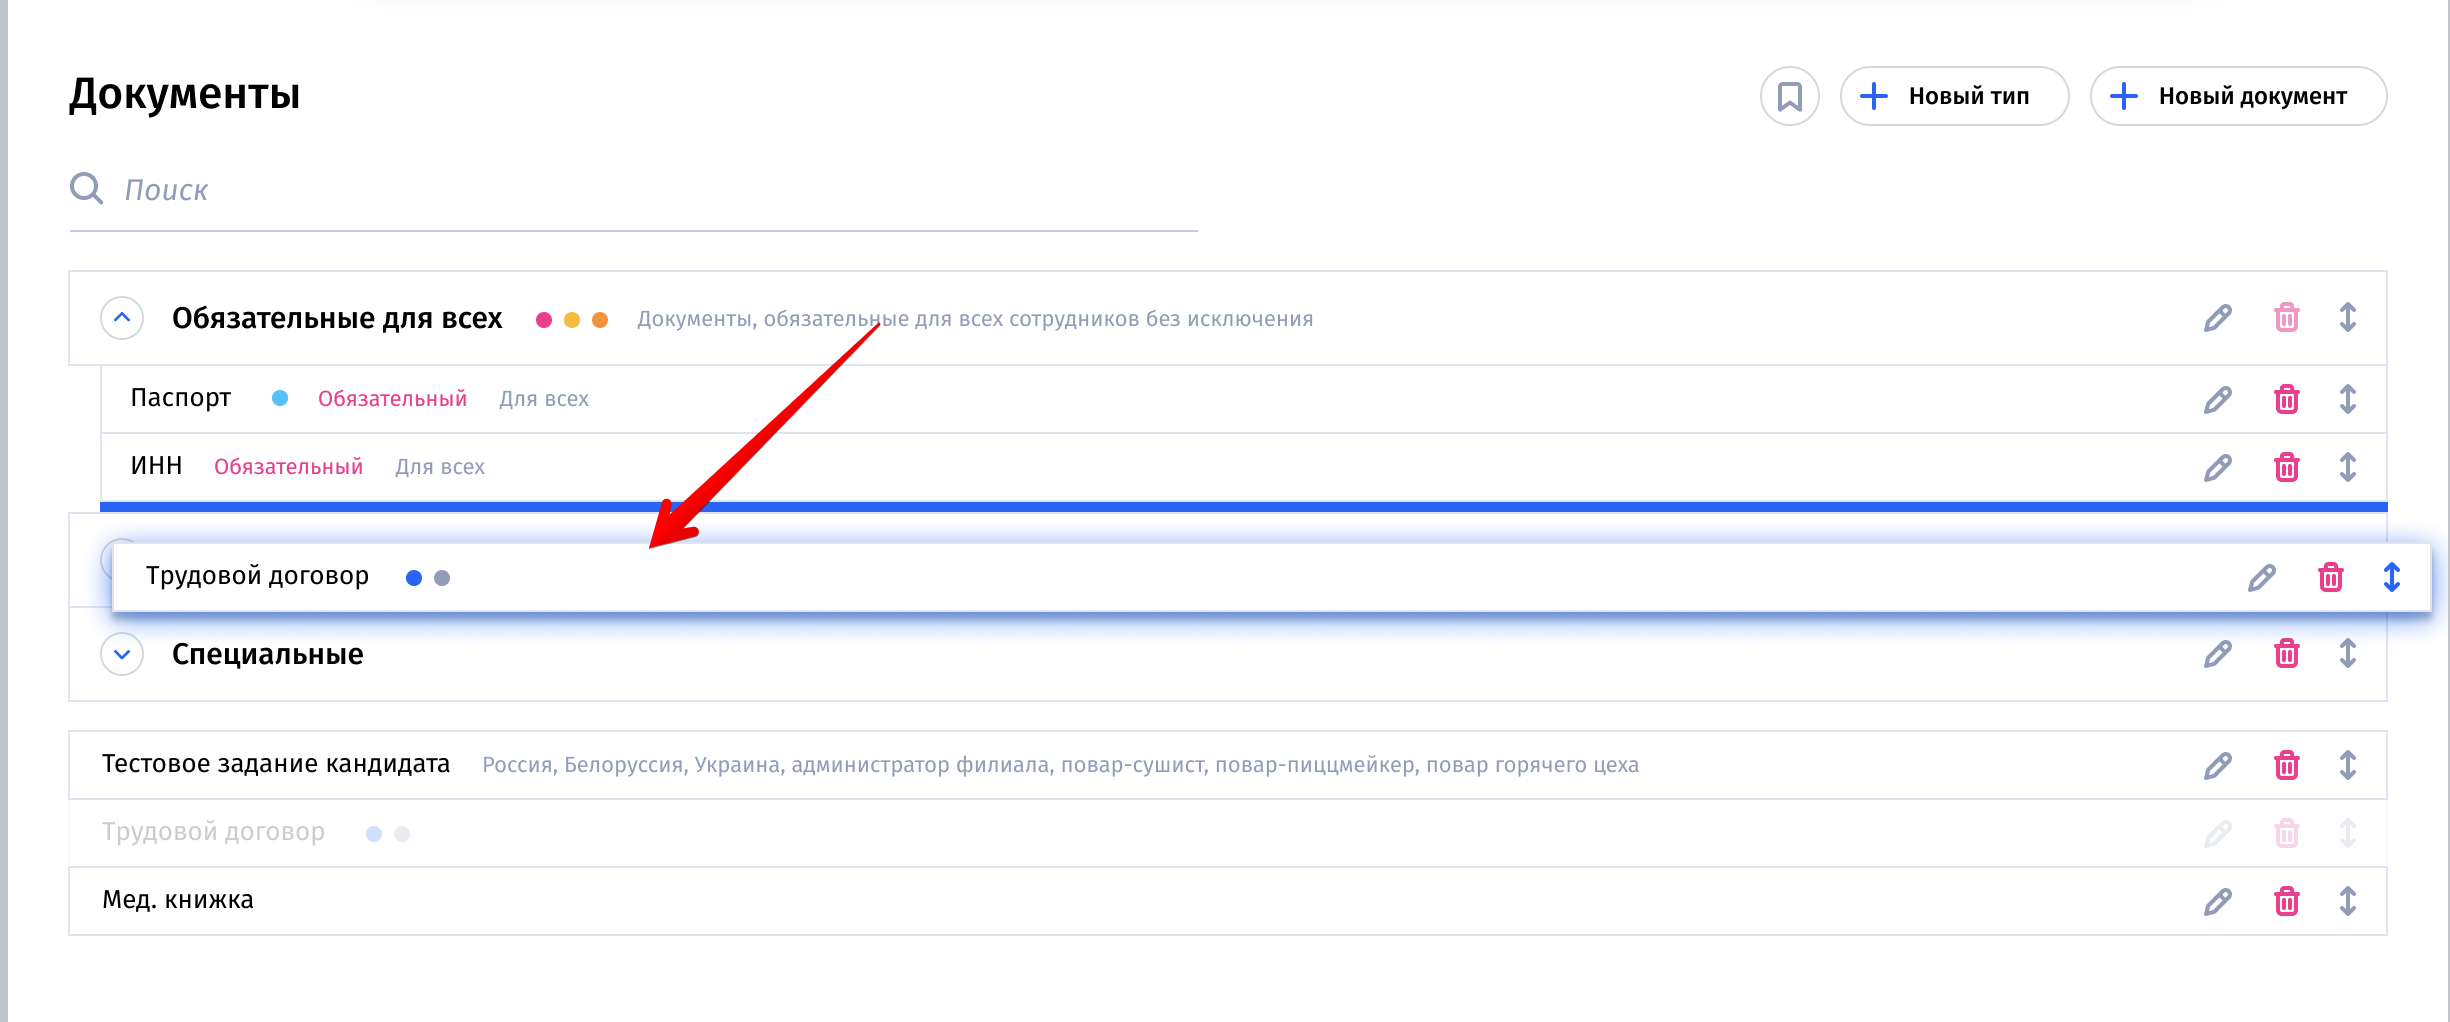 Документы
Новый тип
Новый документ
Поиск
Обязательные для всех Документы, обязательные для всех сотрудников без исключения
Паспорт Обязательный Для всех
ИНН Обязательный Для всех
Трудовой договор
Специальные
Тестовое задание кандидата Россия, Белоруссия, Украина, администратор филиала, повар-сушист, повар-пиццмейкер, повар горячего цеха
Трудовой договор
Мед. книжка